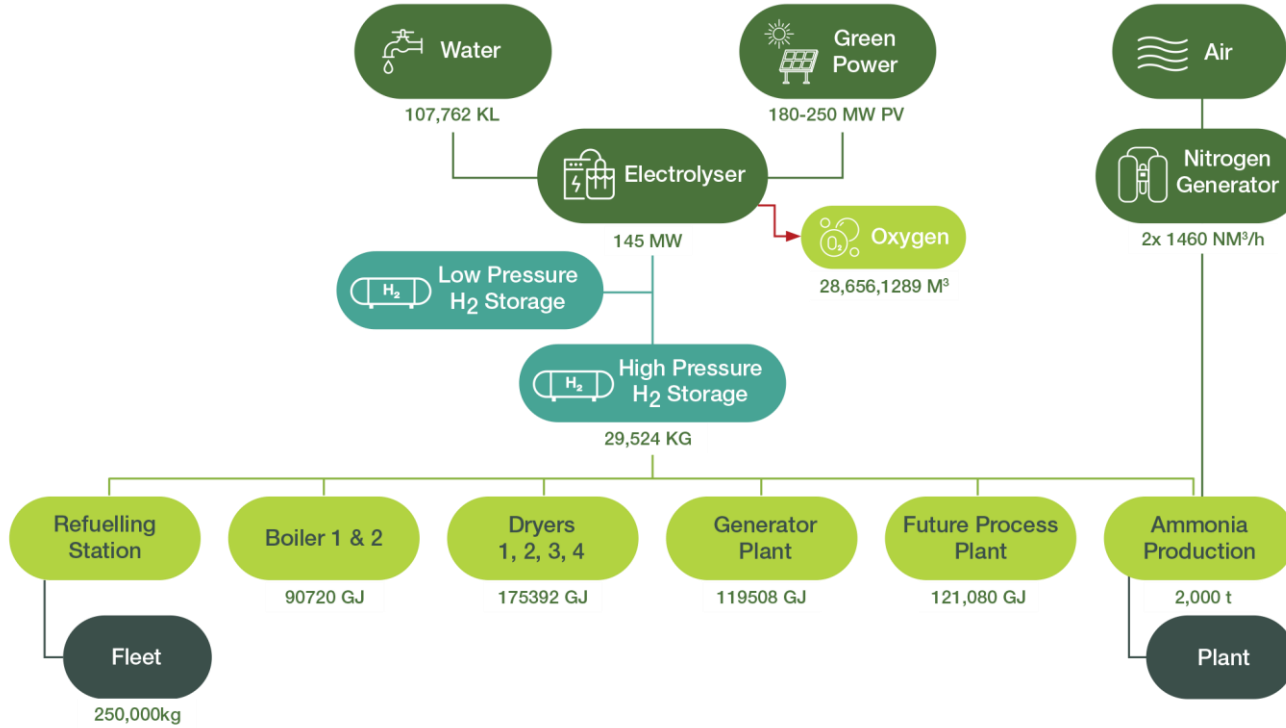 Water
107,762 KL
Green
Power
180-250 MW PV
Air
Electrolyser
145 MW
Nitrogen
Generator
2x 1460 NM³/h
O₂
Oxygen
28,656,1289 M³
H₂
Low Pressure
H₂ Storage
H₂
High Pressure
H₂ Storage
29,524 KG
Refuelling
Station
Boiler 1 & 2
90720 GJ
Dryers
1, 2, 3, 4
175392 GJ
Generator
Plant
119508 GJ
Future Process
Plant
121,080 GJ
Ammonia
Production
2,000 t
Fleet
250,000kg
Plant